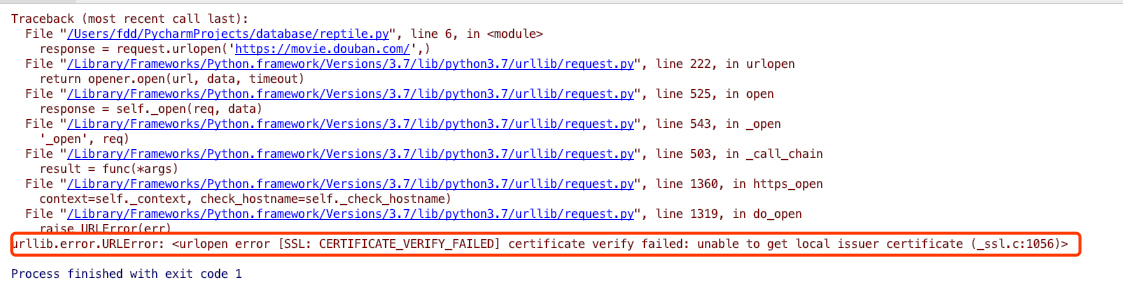 Traceback (most recent call last):
File "/Users/fdd/PycharmProjects/database/reptile.py", line 6, in <module>
response = request.urlopen('https://movie.douban.com/',)
File "/Library/Frameworks/Python.framework/Versions/3.7/lib/python3.7/urllib/request.py", line 222, in urlopen
return opener.open(url, data, timeout)
File "/Library/Frameworks/Python.framework/Versions/3.7/lib/python3.7/urllib/request.py", line 525, in open
response = self._open(req, data)
File "/Library/Frameworks/Python.framework/Versions/3.7/lib/python3.7/urllib/request.py", line 543, in _open
'_open', req)
File "/Library/Frameworks/Python.framework/Versions/3.7/lib/python3.7/urllib/request.py", line 503, in _call_chain
result = func(*args)
File "/Library/Frameworks/Python.framework/Versions/3.7/lib/python3.7/urllib/request.py", line 1360, in https_open
context=self._context, check_hostname=self._check_hostname)
File "/Library/Frameworks/Python.framework/Versions/3.7/lib/python3.7/urllib/request.py", line 1319, in do_open
raise URLError(err)
urllib.error.URLError: <urlopen error [SSL: CERTIFICATE_VERIFY_FAILED] certificate verify failed: unable to get local issuer certificate (_ssl.c:1056)>
Process finished with exit code 1